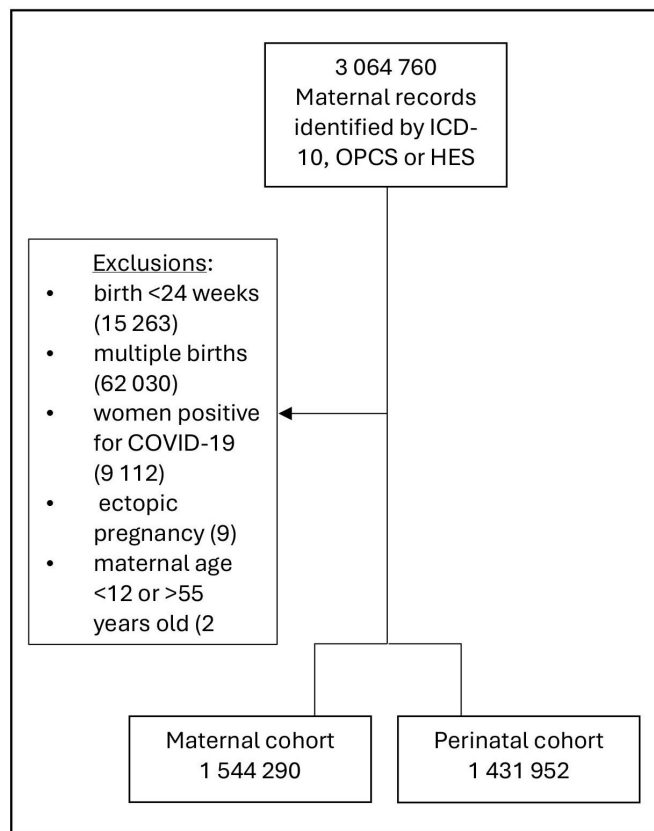 3 064 760
Maternal records
identified by ICD-
10, OPCS or HES
Exclusions:
• birth <24 weeks
(15 263)
• multiple births
(62 030)
• women positive
for COVID-19
(9 112)
• ectopic
pregnancy (9)
• maternal age
<12 or >55
years old (2
Maternal cohort
1 544 290
Perinatal cohort
1 431 952